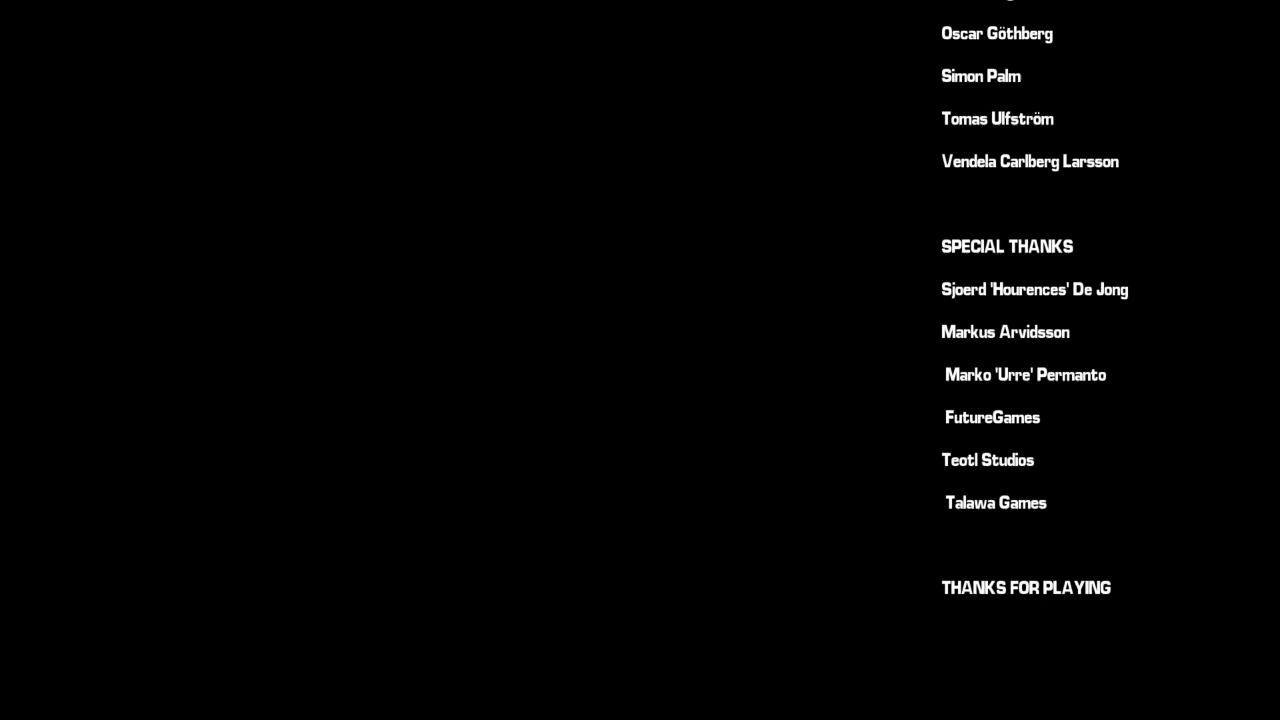 Oscar Göthberg
Simon Palm
Tomas Ulfström
Vendela Carlberg Larsson
SPECIAL THANKS
Sjoerd 'Hourences' De Jong
Markus Arvidsson
Marko 'Urre' Permanto
FutureGames
Teotl Studios
Talawa Games
THANKS FOR PLAYING